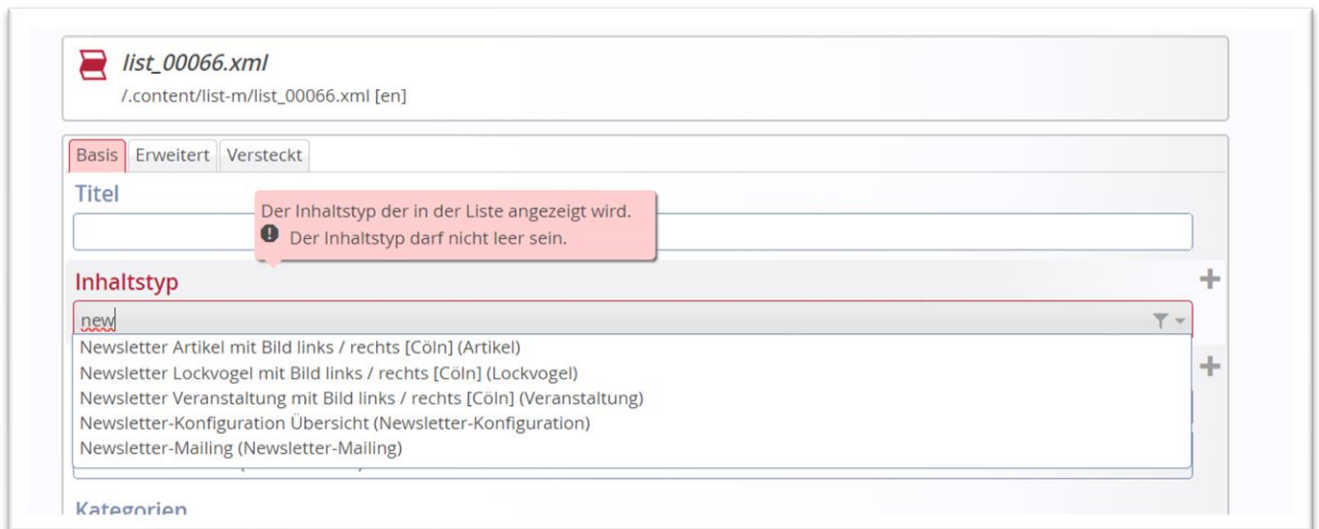 list_00066.xml
/.content/list-m/list_00066.xml [en]
Basis Erweitert Versteckt
Titel
Der Inhaltstyp der in der Liste angezeigt wird.
Der Inhaltstyp darf nicht leer sein.
Inhaltstyp
new
Newsletter Artikel mit Bild links / rechts [Cöln] (Artikel)
Newsletter Lockvogel mit Bild links / rechts [Cöln] (Lockvogel)
Newsletter Veranstaltung mit Bild links / rechts [Cöln] (Veranstaltung)
Newsletter-Konfiguration Übersicht (Newsletter-Konfiguration)
Newsletter-Mailing (Newsletter-Mailing)
Kategorien